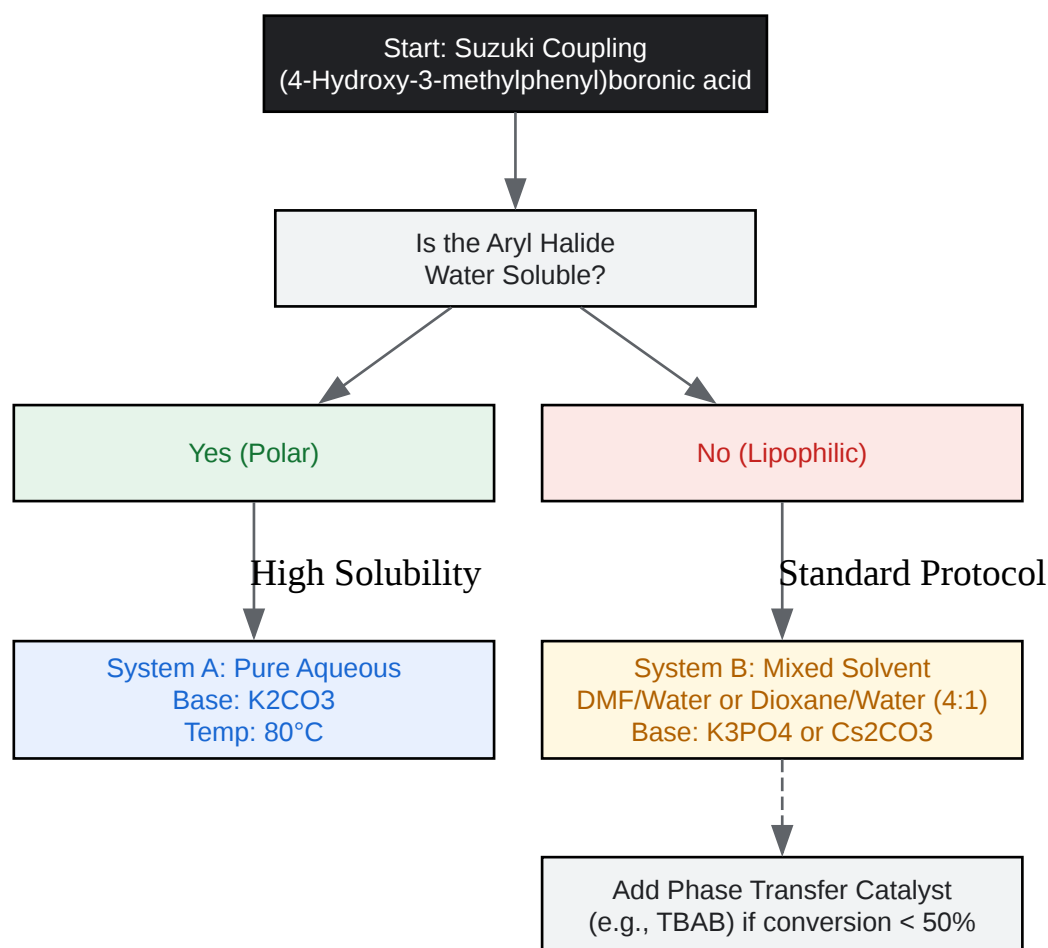 Start: Suzuki Coupling
(4-Hydroxy-3-methylphenyl)boronic acid
Is the Aryl Halide
Water Soluble?
Yes (Polar)
No (Lipophilic)
High Solubility
Standard Protocol
System A: Pure Aqueous
Base: K2CO3
Temp: 80°C
System B: Mixed Solvent
DMF/Water or Dioxane/Water (4:1)
Base: K3PO4 or Cs2CO3
Add Phase Transfer Catalyst
(e.g., TBAB) if conversion < 50%